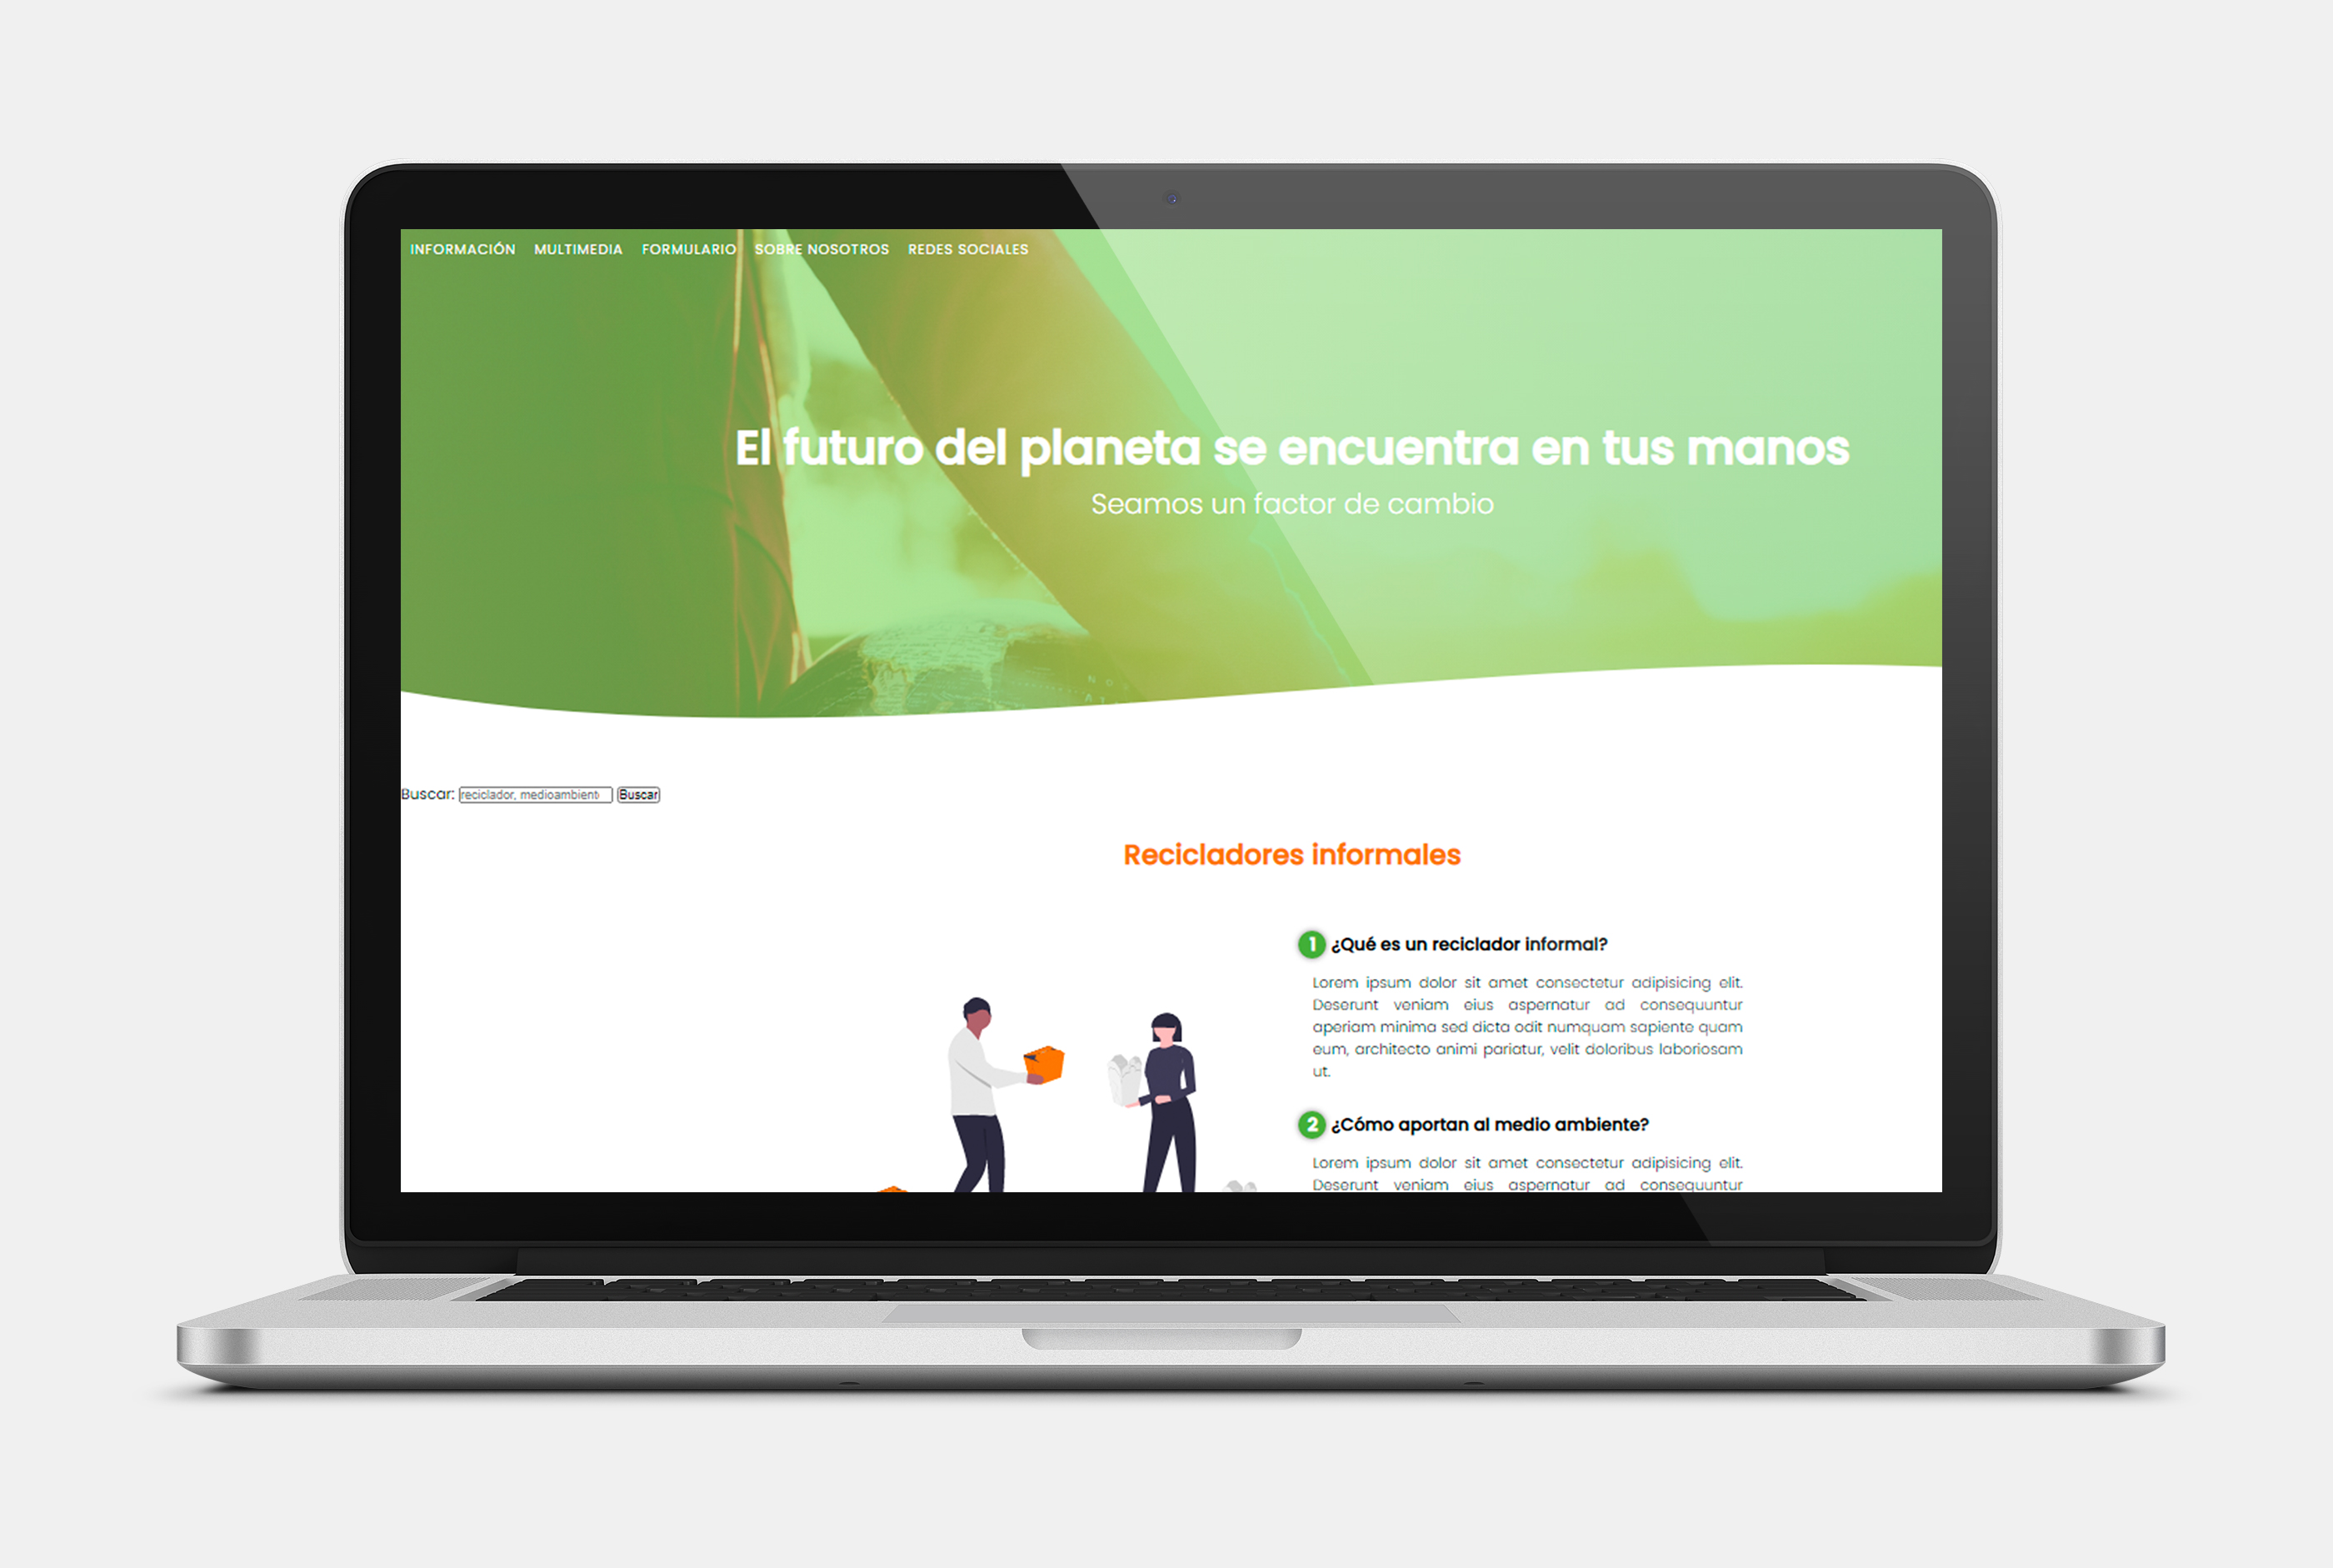 INFORMACIÓN MULTIMEDIA FORMULARIO SOBRE NOSOTROS REDES SOCIALES
El futuro del planeta se encuentra en tus manos
Seamos un factor de cambio
Buscar: reciclador, medioambient Buscar
Recicladores informales
1 ¿Qué es un reciclador informal?
Lorem ipsum dolor sit amet consectetur adipisicing elit.
Deserunt veniam eius aspernatur ad consequuntur
aperiam minima sed dicta odit numquam sapiente quam
eum, architecto animi pariatur, velit doloribus laboriosam
ut.
2 ¿Cómo aportan al medio ambiente?
Lorem ipsum dolor sit amet consectetur adipisicing elit.
Deserunt veniam eius aspernatur ad consequuntur